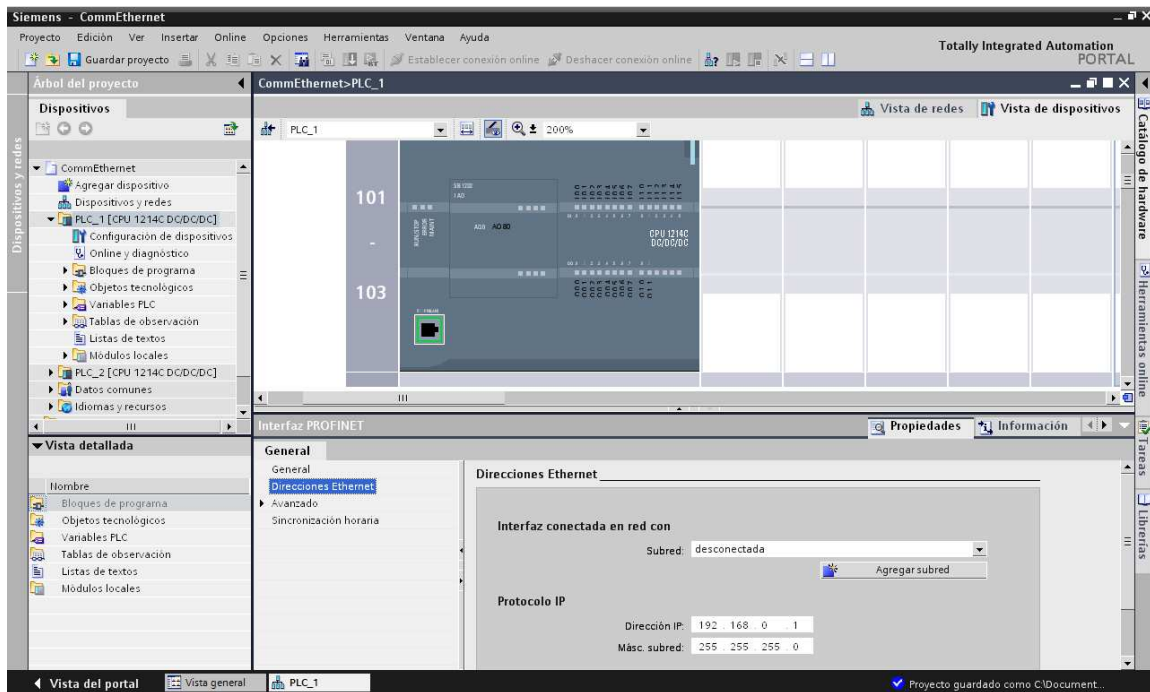 Siemens - CommEthernet
Proyecto Edición Ver Insertar Online Opciones Herramientas Ventana Ayuda
Totally Integrated Automation
PORTAL
Guardar proyecto Establecer conexión online Deshacer conexión online
Árbol del proyecto
CommEthernet>PLC_1
Dispositivos
Vista de redes Vista de dispositivos
PLC_1 200%
Dispositivos y redes
CommEthernet
Agregar dispositivo
Dispositivos y redes
PLC_1 [CPU 1214C DC/DC/DC]
Configuración de dispositivos
Online y diagnóstico
Bloques de programa
Objetos tecnológicos
Variables PLC
Tablas de observación
Listas de textos
Módulos locales
PLC_2 [CPU 1214C DC/DC/DC]
Datos comunes
Idiomas y recursos
101
-
103
RUN/STOP
ERROR
MAINT
CPU 1214C
DC/DC/DC
Catálogo de hardware
Herramientas online
Tareas
Librerías
Vista detallada
Nombre
Bloques de programa
Objetos tecnológicos
Variables PLC
Tablas de observación
Listas de textos
Módulos locales
Interfaz PROFINET
Propiedades Información
General
General
Direcciones Ethernet
Avanzado
Sincronización horaria
Direcciones Ethernet
Interfaz conectada en red con
Subred: desconectada
Agregar subred
Protocolo IP
Dirección IP: 192 . 168 . 0 . 1
Másc. subred: 255 . 255 . 255 . 0
Vista del portal Vista general PLC_1 Proyecto guardado como C:\Document...